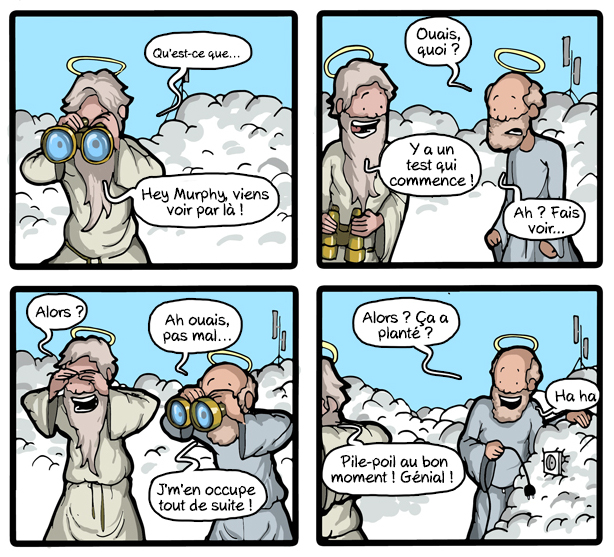 Qu'est-ce que...
Hey Murphy, viens
voir par là !
Ouais,
quoi ?
Y a un
test qui
commence !
Ah ? Fais
voir...
Alors ?
Ah ouais,
pas mal...
J'm'en occupe
tout de suite !
Alors ? Ça a
planté ?
Ha ha
Pile-poil au bon
moment ! Génial !